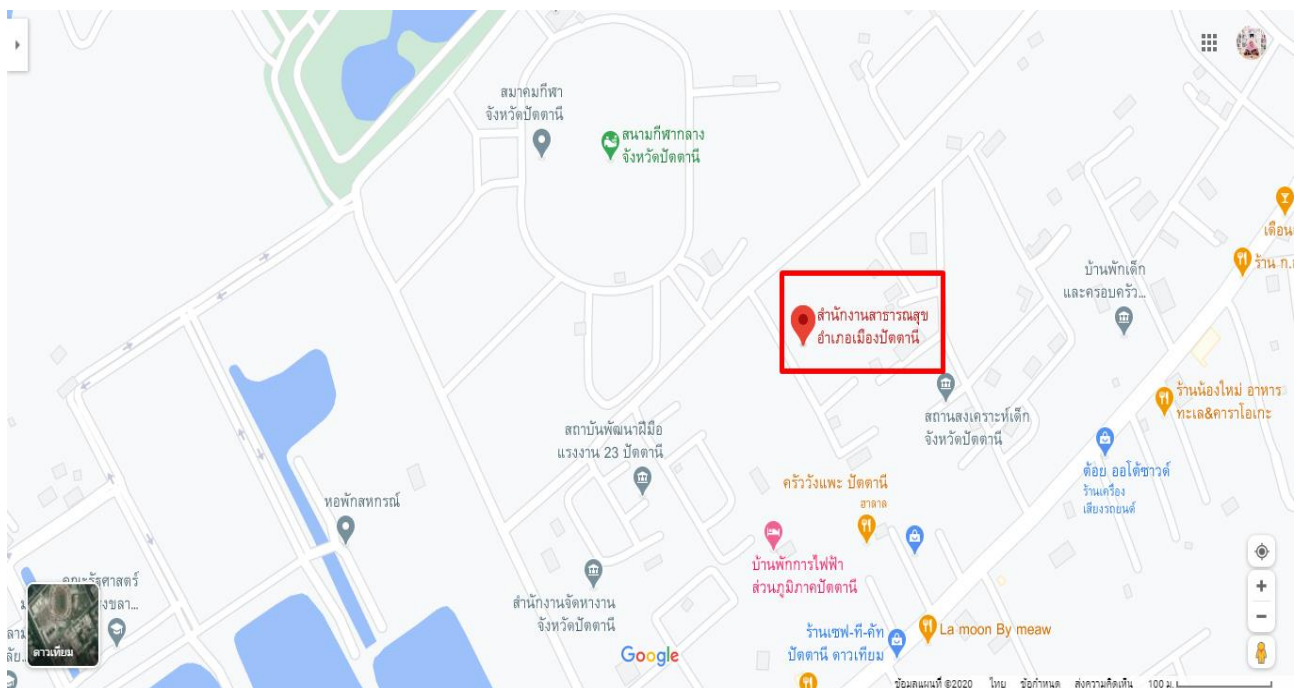 สมาคมกีฬา
จังหวัดปัตตานี
สนามกีฬากลาง
จังหวัดปัตตานี
เดือน
ร้าน ก.
บ้านพักเด็ก
และครอบครัว...
สำนักงานสาธารณสุข
อำเภอเมืองปัตตานี
ร้านน้องใหม่ อาหาร
ทะเล&คาราโอเกะ
สถานสงเคราะห์เด็ก
จังหวัดปัตตานี
สถาบันพัฒนาฝีมือ
แรงงาน 23 ปัตตานี
ต้อย ออโต้ซาวด์
ร้านเครื่อง
เสียงรถยนต์
ครัววังแพะ ปัตตานี
ฮาลาล
หอพักสหกรณ์
บ้านพักการไฟฟ้า
ส่วนภูมิภาคปัตตานี
คณะรัฐศาสตร์
งขลา...
สำนักงานจัดหางาน
จังหวัดปัตตานี
ร้านเซฟ-ที-คัท
ปัตตานี ดาวเทียม
La moon By meaw
ดาวเทียม
Google
ข้อมูลแผนที่ ©2020 ไทย ข้อกำหนด ส่งความคิดเห็น 100 ม.